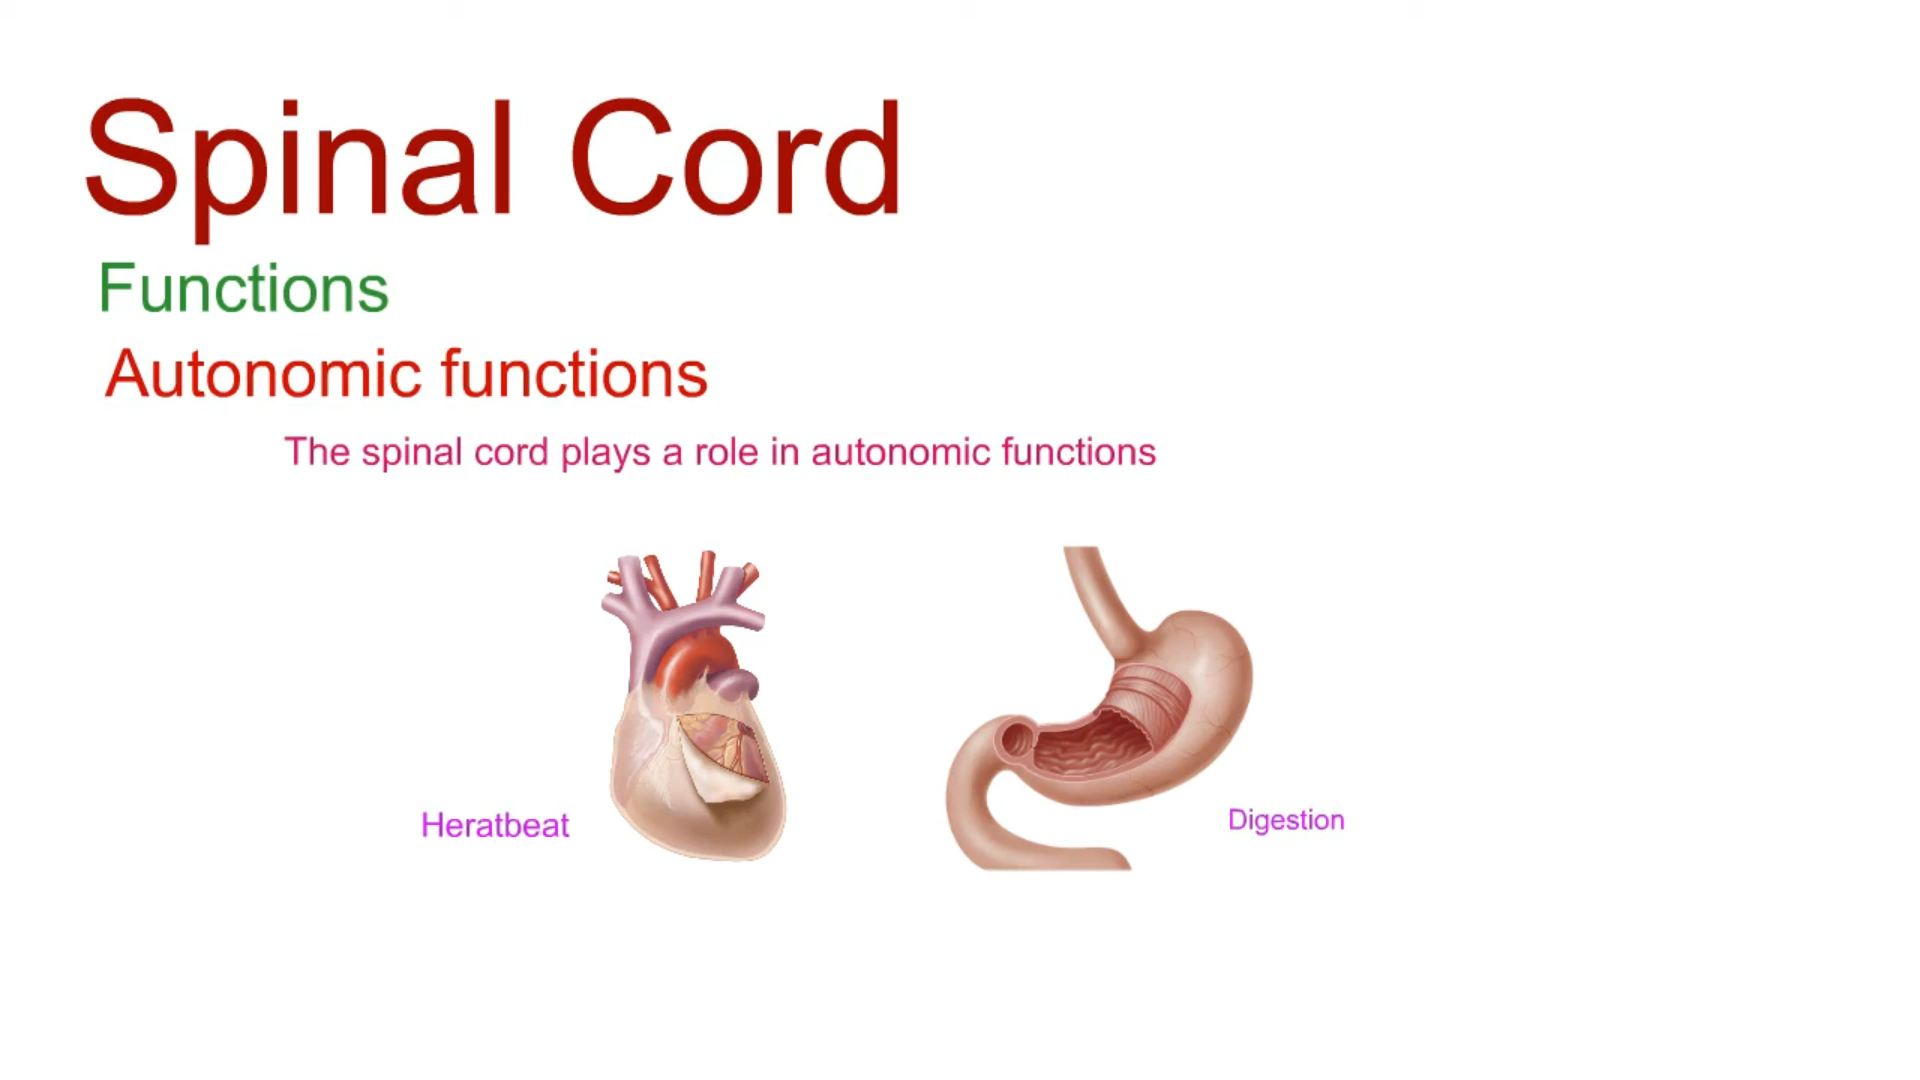 Spinal Cord
Functions
Autonomic functions
The spinal cord plays a role in autonomic functions
Heratbeat
Digestion